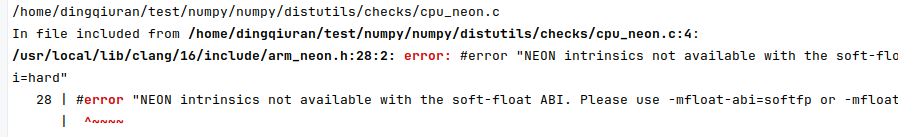 /home/dingqiuran/test/numpy/numpy/distutils/checks/cpu_neon.c
In file included from /home/dingqiuran/test/numpy/numpy/distutils/checks/cpu_neon.c:4:
/usr/local/lib/clang/16/include/arm_neon.h:28:2: error: #error "NEON intrinsics not available with the soft-flo
i=hard"
   28 | #error "NEON intrinsics not available with the soft-float ABI. Please use -mfloat-abi=softfp or -mfloat
      |  ^~~~~